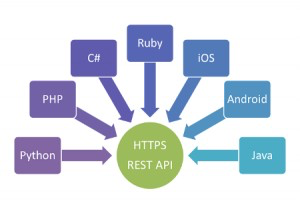 Ruby
C#
iOS
PHP
Android
HTTPS
REST API
Python
Java